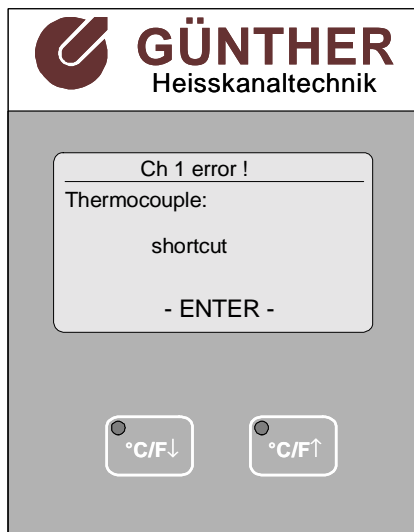 GÜNTHER
Heisskanaltechnik
Ch 1 error !
Thermocouple:
shortcut
- ENTER -
°C/F↓ °C/F↑